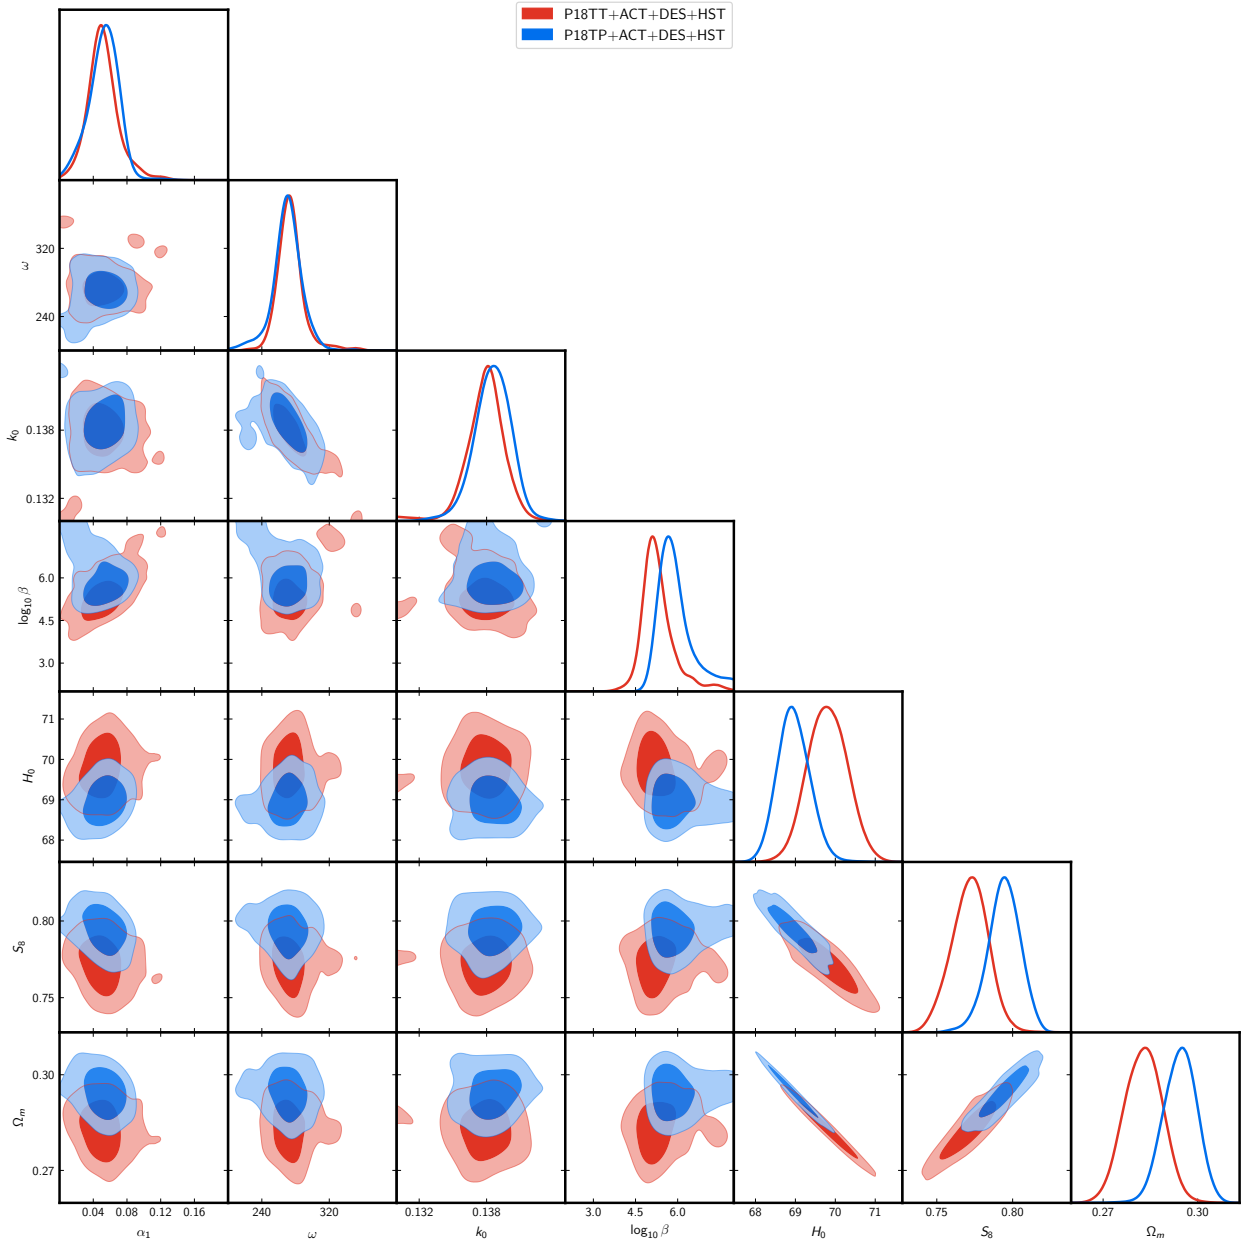 P18TT+ACT+DES+HST
P18TP+ACT+DES+HST
ω
320
240
k₀
0.138
0.132
log₁₀ β
6.0
4.5
3.0
H₀
71
70
69
68
S₈
0.80
0.75
Ωₘ
0.30
0.27
0.04 0.08 0.12 0.16
240 320
0.132 0.138
3.0 4.5 6.0
68 69 70 71
0.75 0.80
0.27 0.30
α₁ ω k₀ log₁₀ β H₀ S₈ Ωₘ